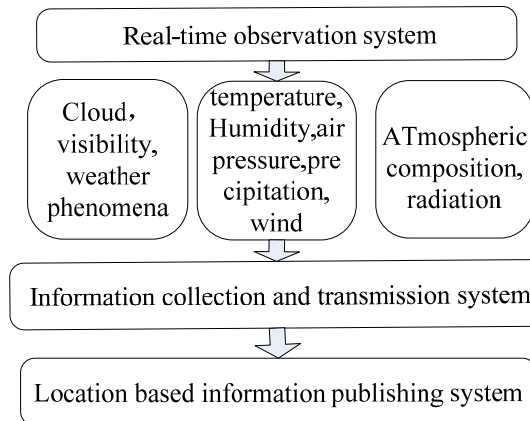 Real-time observation system
Cloud，
visibility,
weather
phenomena
temperature,
Humidity,air
pressure,pre
cipitation,
wind
ATmospheric
composition,
radiation
Information collection and transmission system
Location based information publishing system